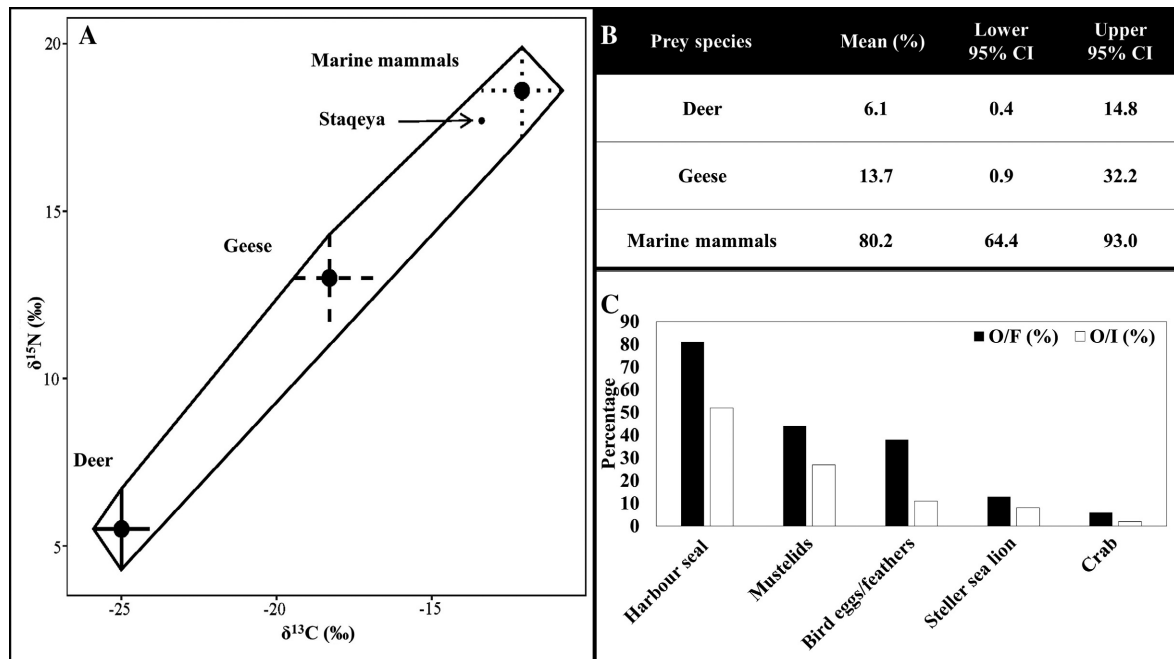 A
20
15
10
5
δ¹⁵N (‰)
Marine mammals
Staqeya
Geese
Deer
-25
-20
-15
δ¹³C (‰)
B
Prey species Mean (%) Lower 95% CI Upper 95% CI
Deer 6.1 0.4 14.8
Geese 13.7 0.9 32.2
Marine mammals 80.2 64.4 93.0
C
O/F (%) O/I (%)
Percentage
90
80
70
60
50
40
30
20
10
0
Harbour seal
Mustelids
Bird eggs/feathers
Steller sea lion
Crab